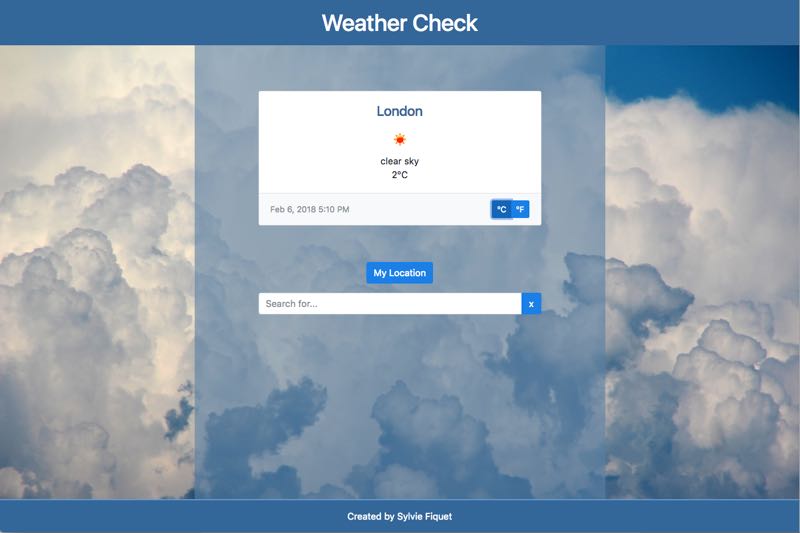 Weather Check
London
clear sky
2°C
Feb 6, 2018 5:10 PM
°C °F
My Location
Search for...
x
Created by Sylvie Fiquet